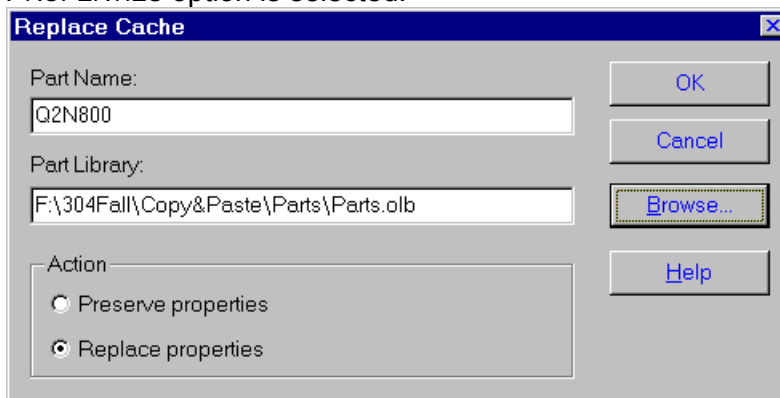 Replace Cache
Part Name:
OK
Q2N800
Cancel
Part Library:
F:\304Fall\Copy&Paste\Parts\Parts.olb
Browse...
Action
Help
Preserve properties
Replace properties